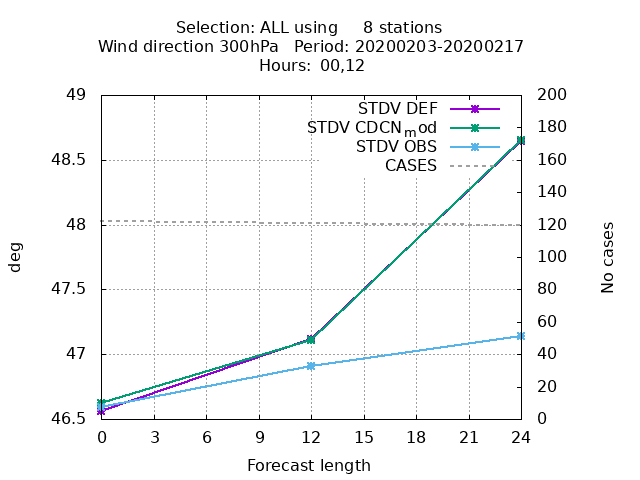 Selection: ALL using     8 stations
Wind direction 300hPa   Period: 20200203-20200217
Hours: 00,12
49
48.5
48
47.5
47
46.5
deg
STDV DEF
STDV CDCNmod
STDV OBS
CASES
200
180
160
140
120
100
80
60
40
20
0
No cases
0 3 6 9 12 15 18 21 24
Forecast length